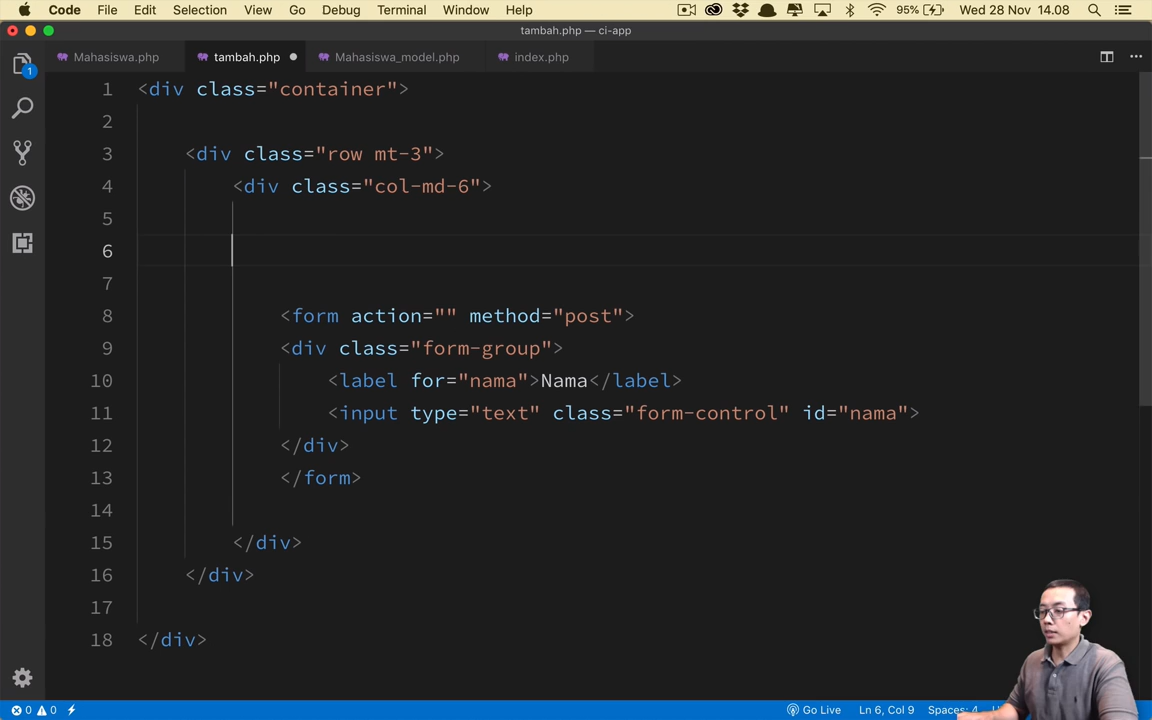 Code File Edit Selection View Go Debug Terminal Window Help 95% Wed 28 Nov 14.08
tambah.php — ci-app
Mahasiswa.php tambah.php Mahasiswa_model.php index.php
1 <div class="container">
2
3 <div class="row mt-3">
4 <div class="col-md-6">
5
6
7
8 <form action="" method="post">
9 <div class="form-group">
10 <label for="nama">Nama</label>
11 <input type="text" class="form-control" id="nama">
12 </div>
13 </form>
14
15 </div>
16 </div>
17
18 </div>
1
0 0 Go Live Ln 6, Col 9 Spaces: 4